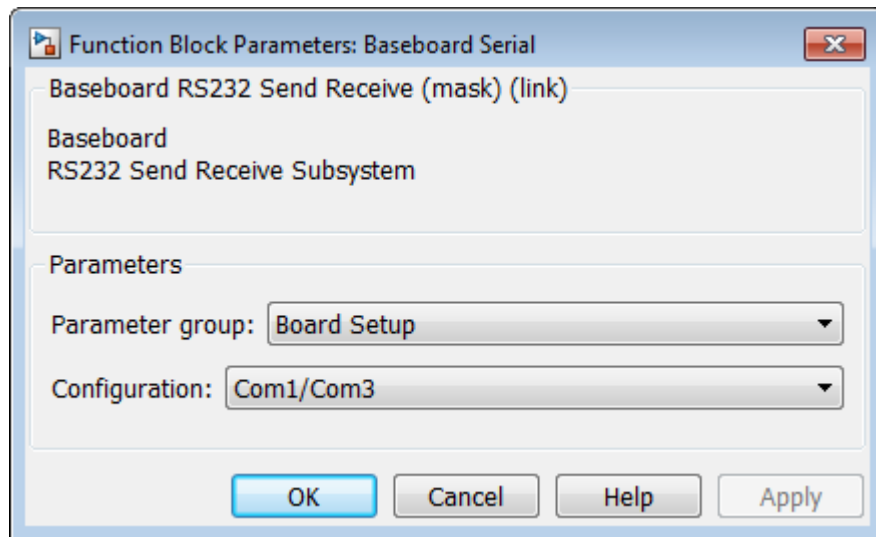 Function Block Parameters: Baseboard Serial
Baseboard RS232 Send Receive (mask) (link)
Baseboard
RS232 Send Receive Subsystem
Parameters
Parameter group: Board Setup
Configuration: Com1/Com3
OK Cancel Help Apply